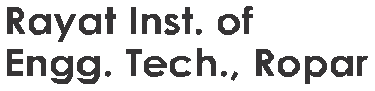 Rayat Inst. of
Engg. Tech., Ropar